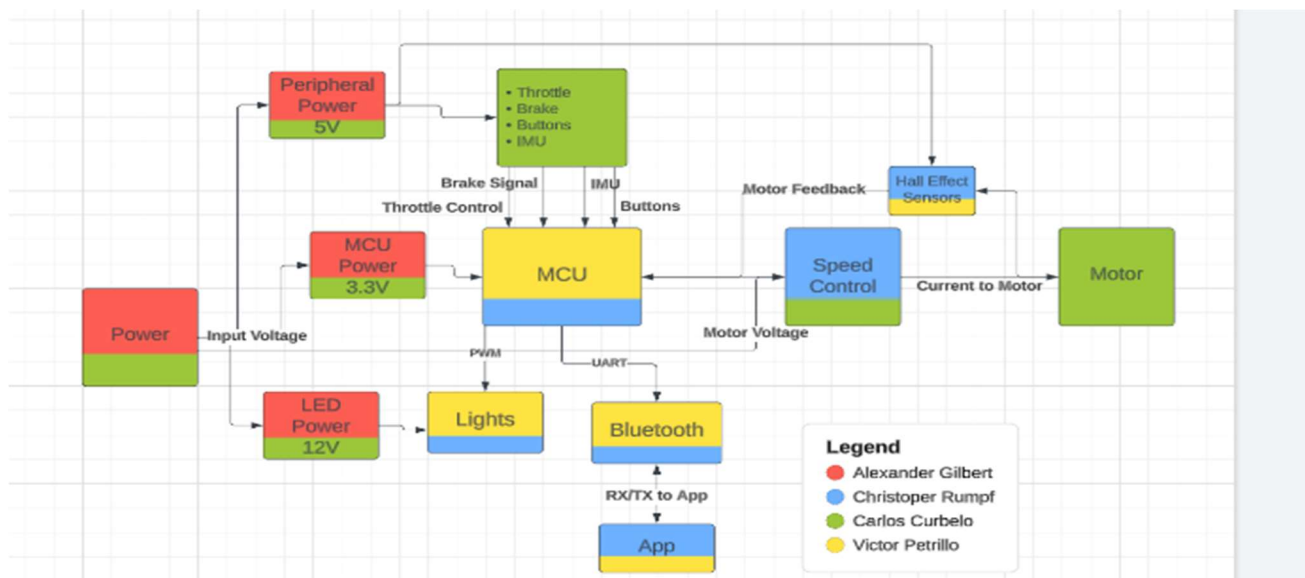 Peripheral
Power
5V
• Throttle
• Brake
• Buttons
• IMU
Brake Signal
IMU
Throttle Control
Buttons
Motor Feedback
Hall Effect
Sensors
MCU
Power
3.3V
MCU
Speed
Control
Current to Motor
Motor
Power
Input Voltage
Motor Voltage
PWM
UART
LED
Power
12V
Lights
Bluetooth
RX/TX to App
App
Legend
Alexander Gilbert
Christoper Rumpf
Carlos Curbelo
Victor Petrillo